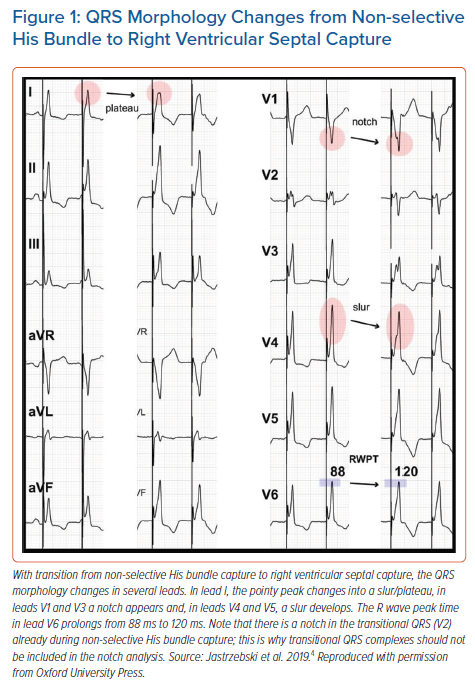 Figure 1: QRS Morphology Changes from Non-selective
His Bundle to Right Ventricular Septal Capture
I
plateau
II
III
aVR
VR
aVL
VL
aVF
VF
V1
notch
V2
V3
slur
V4
V5
RWPT
88
120
V6
With transition from non-selective His bundle capture to right ventricular septal capture, the QRS
morphology changes in several leads. In lead I, the pointy peak changes into a slur/plateau, in
leads V1 and V3 a notch appears and, in leads V4 and V5, a slur develops. The R wave peak time
in lead V6 prolongs from 88 ms to 120 ms. Note that there is a notch in the transitional QRS (V2)
already during non-selective His bundle capture; this is why transitional QRS complexes should not
be included in the notch analysis. Source: Jastrzebski et al. 2019.⁴ Reproduced with permission
from Oxford University Press.